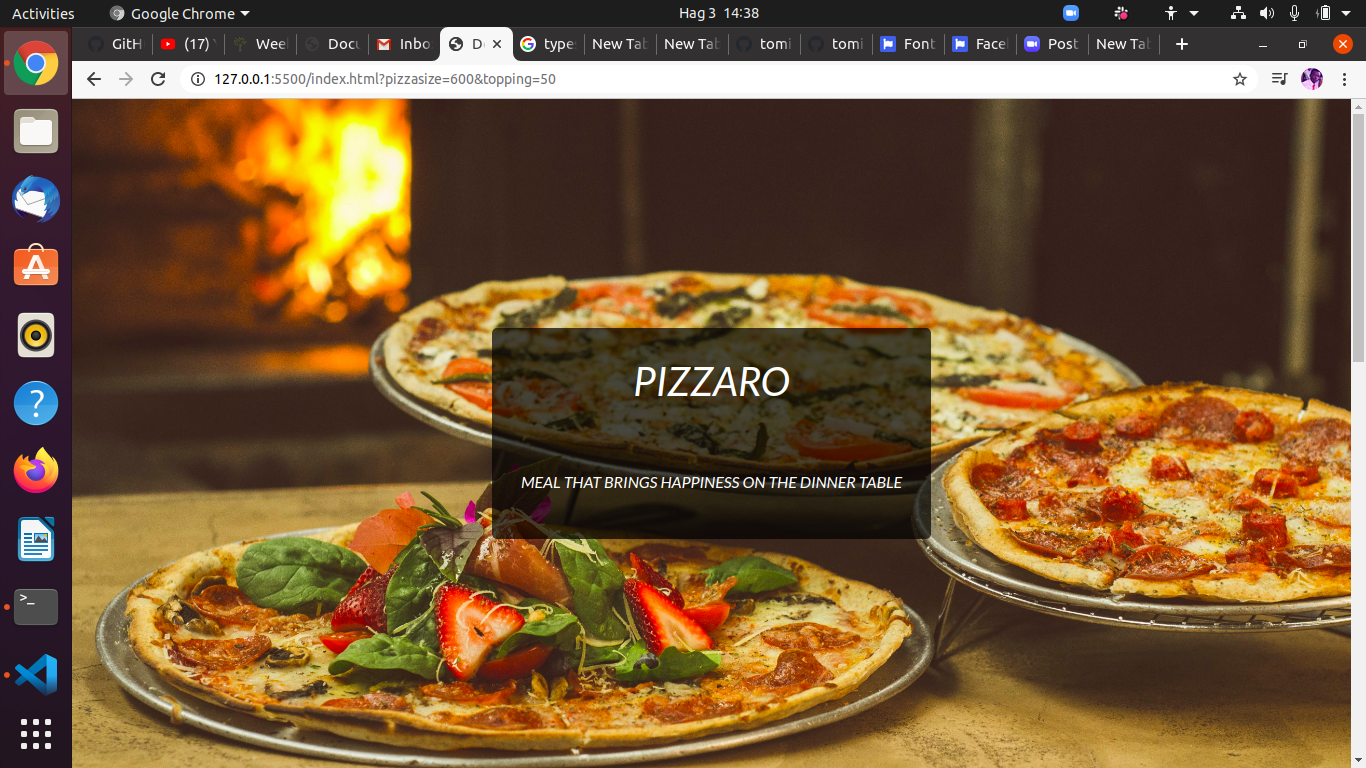 Activities
Google Chrome
Hag 3 14:38
GitH
(17)
Wee
Docu
Inbo
D
type
New Tab
New Tab
tomi
tomi
Font
Face
Post
New Tab
127.0.0.1:5500/index.html?pizzasize=600&topping=50
PIZZARO
MEAL THAT BRINGS HAPPINESS ON THE DINNER TABLE